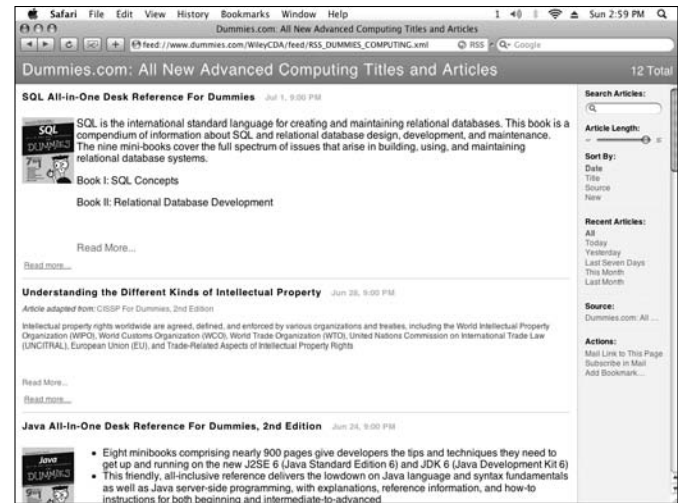 Safari File Edit View History Bookmarks Window Help Sun 2:59 PM
Dummies.com: All New Advanced Computing Titles and Articles
feed://www.dummies.com/WileyCDA/feed/RSS_DUMMIES_COMPUTING.xml RSS Q- Google
Dummies.com: All New Advanced Computing Titles and Articles 12 Total
SQL All-in-One Desk Reference For Dummies Jul 1, 9:00 PM
SQL
DUMMIES
SQL is the international standard language for creating and maintaining relational databases. This book is a
compendium of information about SQL and relational database design, development, and maintenance.
The nine mini-books cover the full spectrum of issues that arise in building, using, and maintaining
relational database systems.
Book I: SQL Concepts
Book II: Relational Database Development
Read More...
Read more...
Understanding the Different Kinds of Intellectual Property Jun 28, 9:00 PM
Article adapted from: CISSP For Dummies, 2nd Edition
Intellectual property rights worldwide are agreed, defined, and enforced by various organizations and treaties, including the World Intellectual Property
Organization (WIPO), World Customs Organization (WCO), World Trade Organization (WTO), United Nations Commission on International Trade Law
(UNCITRAL), European Union (EU), and Trade-Related Aspects of Intellectual Property Rights
Read More...
Read more...
Java All-In-One Desk Reference For Dummies, 2nd Edition Jun 24, 9:00 PM
Java
DUMMIES
• Eight minibooks comprising nearly 900 pages give developers the tips and techniques they need to
get up and running on the new J2SE 6 (Java Standard Edition 6) and JDK 6 (Java Development Kit 6)
• This friendly, all-inclusive reference delivers the lowdown on Java language and syntax fundamentals
as well as Java server-side programming, with explanations, reference information, and how-to
instructions for both beginning and intermediate-to-advanced
Search Articles:
Article Length:
Sort By:
Date
Title
Source
New
Recent Articles:
All
Today
Yesterday
Last Seven Days
This Month
Last Month
Source:
Dummies.com: All ...
Actions:
Mail Link to This Page
Subscribe in Mail
Add Bookmark...